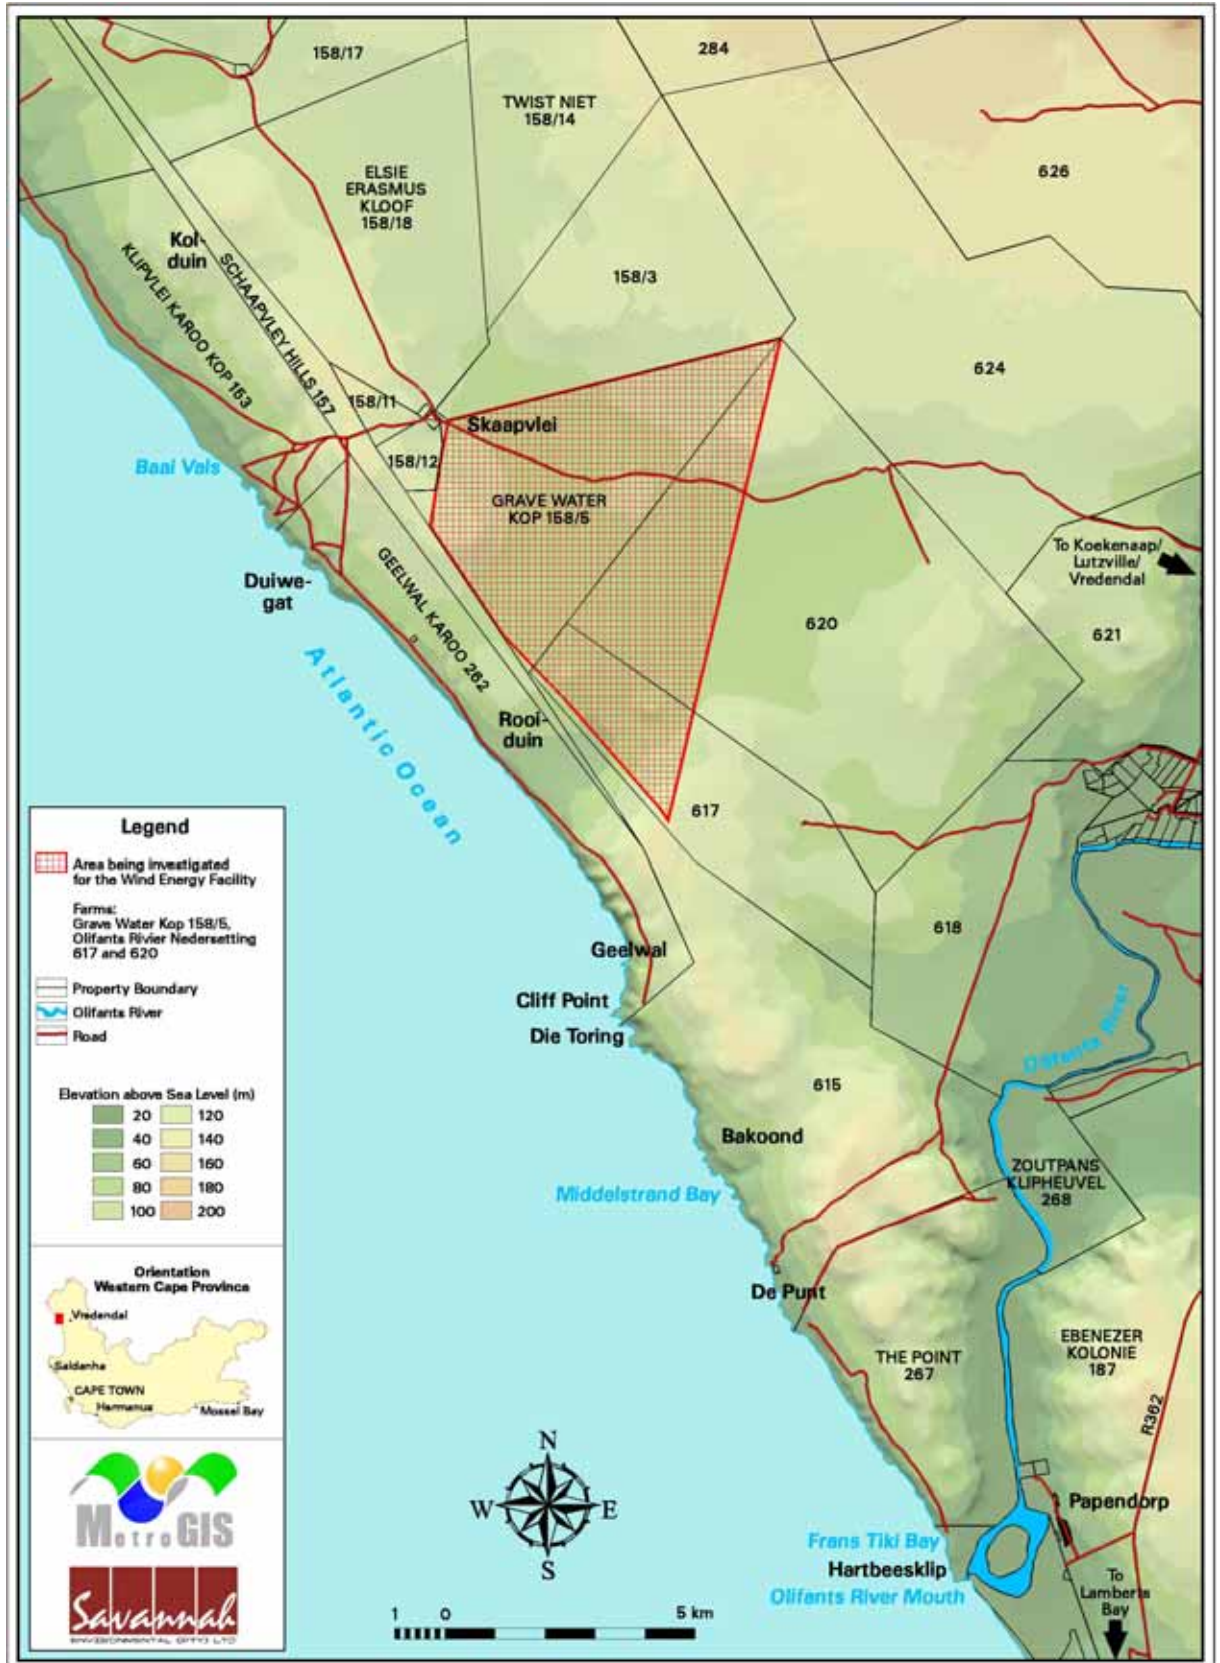 158/17
284
TWIST NIET
158/14
ELSIE
ERASMUS
KLOOF
158/18
626
Kol-
duin
SCHAAPVLEY HILLS 157
KLIPVLEI KAROO KOP 153
158/3
624
158/11
Skaapvlei
Baai Vals
158/12
GRAVE WATER
KOP 158/5
To Koekenaap/
Lutzville/
Vredendal
Duiwe-
gat
GEELWAL KAROO 262
620
621
Atlantic Ocean
Rooi-
duin
617
618
Geelwal
Cliff Point
Die Toring
Olifants River
615
Bakoond
ZOUTPANS
KLIPHEUVEL
268
Middelstrand Bay
De Punt
THE POINT
267
EBENEZER
KOLONIE
187
R362
Papendorp
Frans Tiki Bay
Hartbeesklip
Olifants River Mouth
To
Lamberts
Bay
Legend
Area being investigated
for the Wind Energy Facility
Farms:
Grave Water Kop 158/5,
Olifants Rivier Nedersetting
617 and 620
Property Boundary
Olifants River
Road
Elevation above Sea Level (m)
20 120
40 140
60 160
80 180
100 200
Orientation
Western Cape Province
Vredendal
Saldanha
CAPE TOWN
Hermanus
Mossel Bay
MetroGIS
Savannah
ENVIRONMENTAL (PTY) LTD
N
W E
S
1 0 5 km